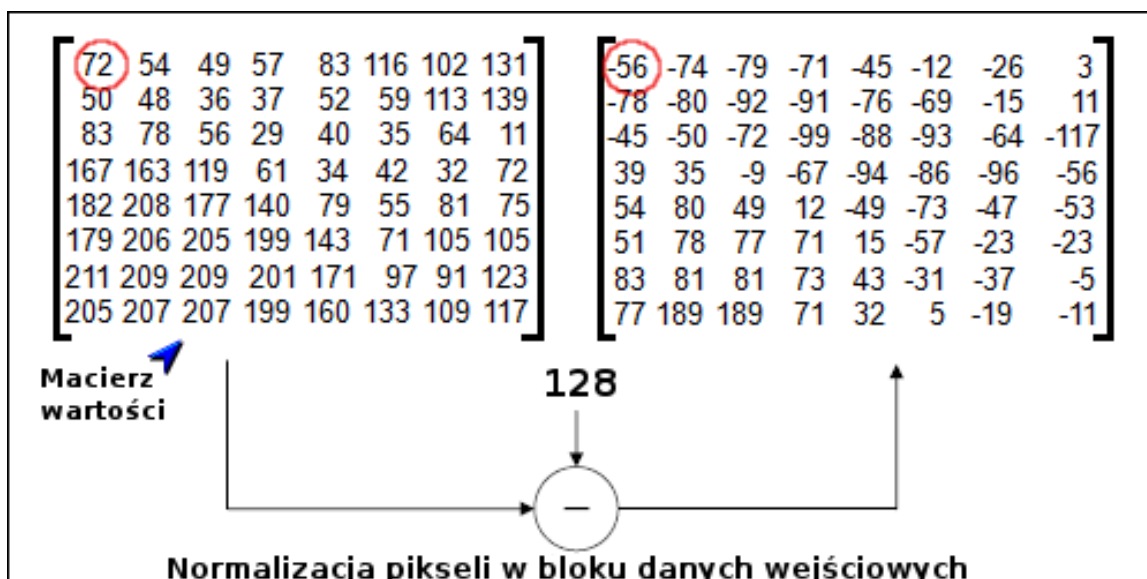 72 54 49 57 83 116 102 131
50 48 36 37 52 59 113 139
83 78 56 29 40 35 64 11
167 163 119 61 34 42 32 72
182 208 177 140 79 55 81 75
179 206 205 199 143 71 105 105
211 209 209 201 171 97 91 123
205 207 207 199 160 133 109 117
-56 -74 -79 -71 -45 -12 -26 3
-78 -80 -92 -91 -76 -69 -15 11
-45 -50 -72 -99 -88 -93 -64 -117
39 35 -9 -67 -94 -86 -96 -56
54 80 49 12 -49 -73 -47 -53
51 78 77 71 15 -57 -23 -23
83 81 81 73 43 -31 -37 -5
77 189 189 71 32 5 -19 -11
Macierz
wartości
128
−
Normalizacja pikseli w bloku danych wejściowych